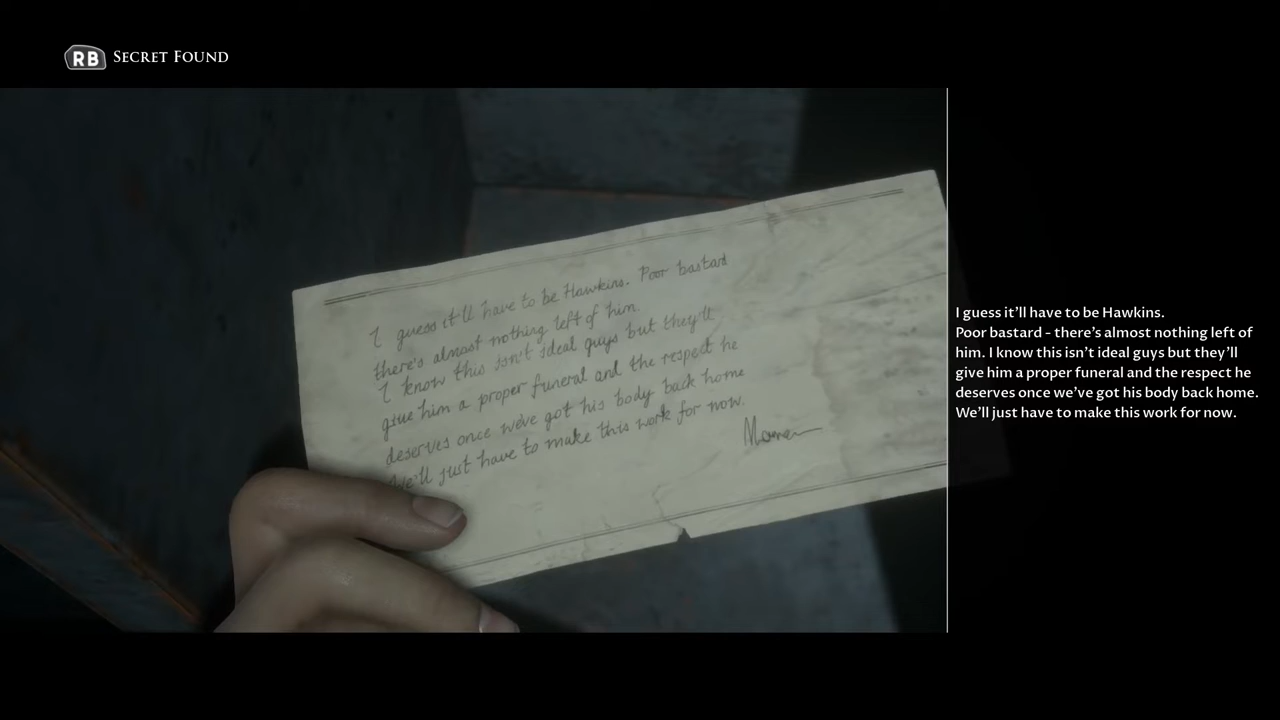 RB SECRET FOUND
I guess it'll have to be Hawkins. Poor bastard
there's almost nothing left of him.
I know this isn't ideal guys but they'll
give him a proper funeral and the respect he
deserves once we've got his body back home
We'll just have to make this work for now.
I guess it'll have to be Hawkins.
Poor bastard - there's almost nothing left of
him. I know this isn't ideal guys but they'll
give him a proper funeral and the respect he
deserves once we've got his body back home.
We'll just have to make this work for now.